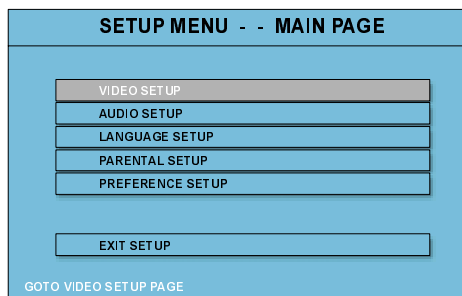 SETUP MENU - - MAIN PAGE
VIDEO SETUP
AUDIO SETUP
LANGUAGE SETUP
PARENTAL SETUP
PREFERENCE SETUP
EXIT SETUP
GOTO VIDEO SETUP PAGE